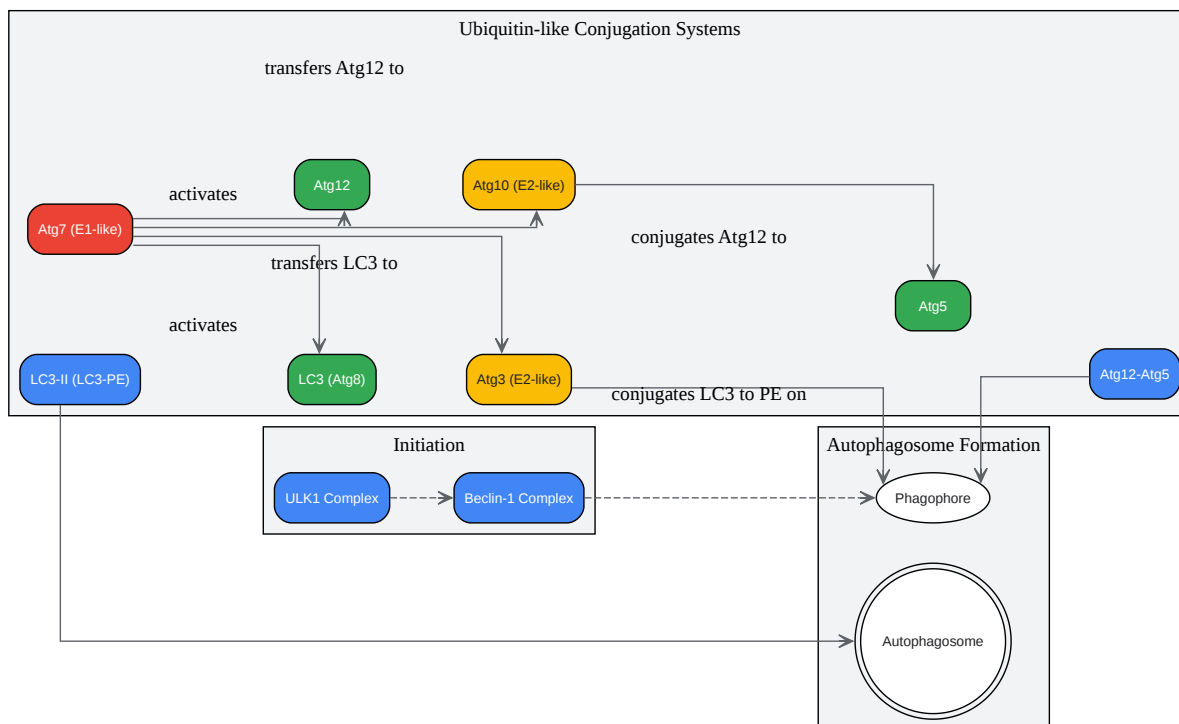 Ubiquitin-like Conjugation Systems
transfers Atg12 to
Atg12
Atg10 (E2-like)
activates
Atg7 (E1-like)
conjugates Atg12 to
transfers LC3 to
Atg5
activates
LC3-II (LC3-PE)
LC3 (Atg8)
Atg3 (E2-like)
conjugates LC3 to PE on
Atg12-Atg5
Initiation
Autophagosome Formation
ULK1 Complex
Beclin-1 Complex
Phagophore
Autophagosome